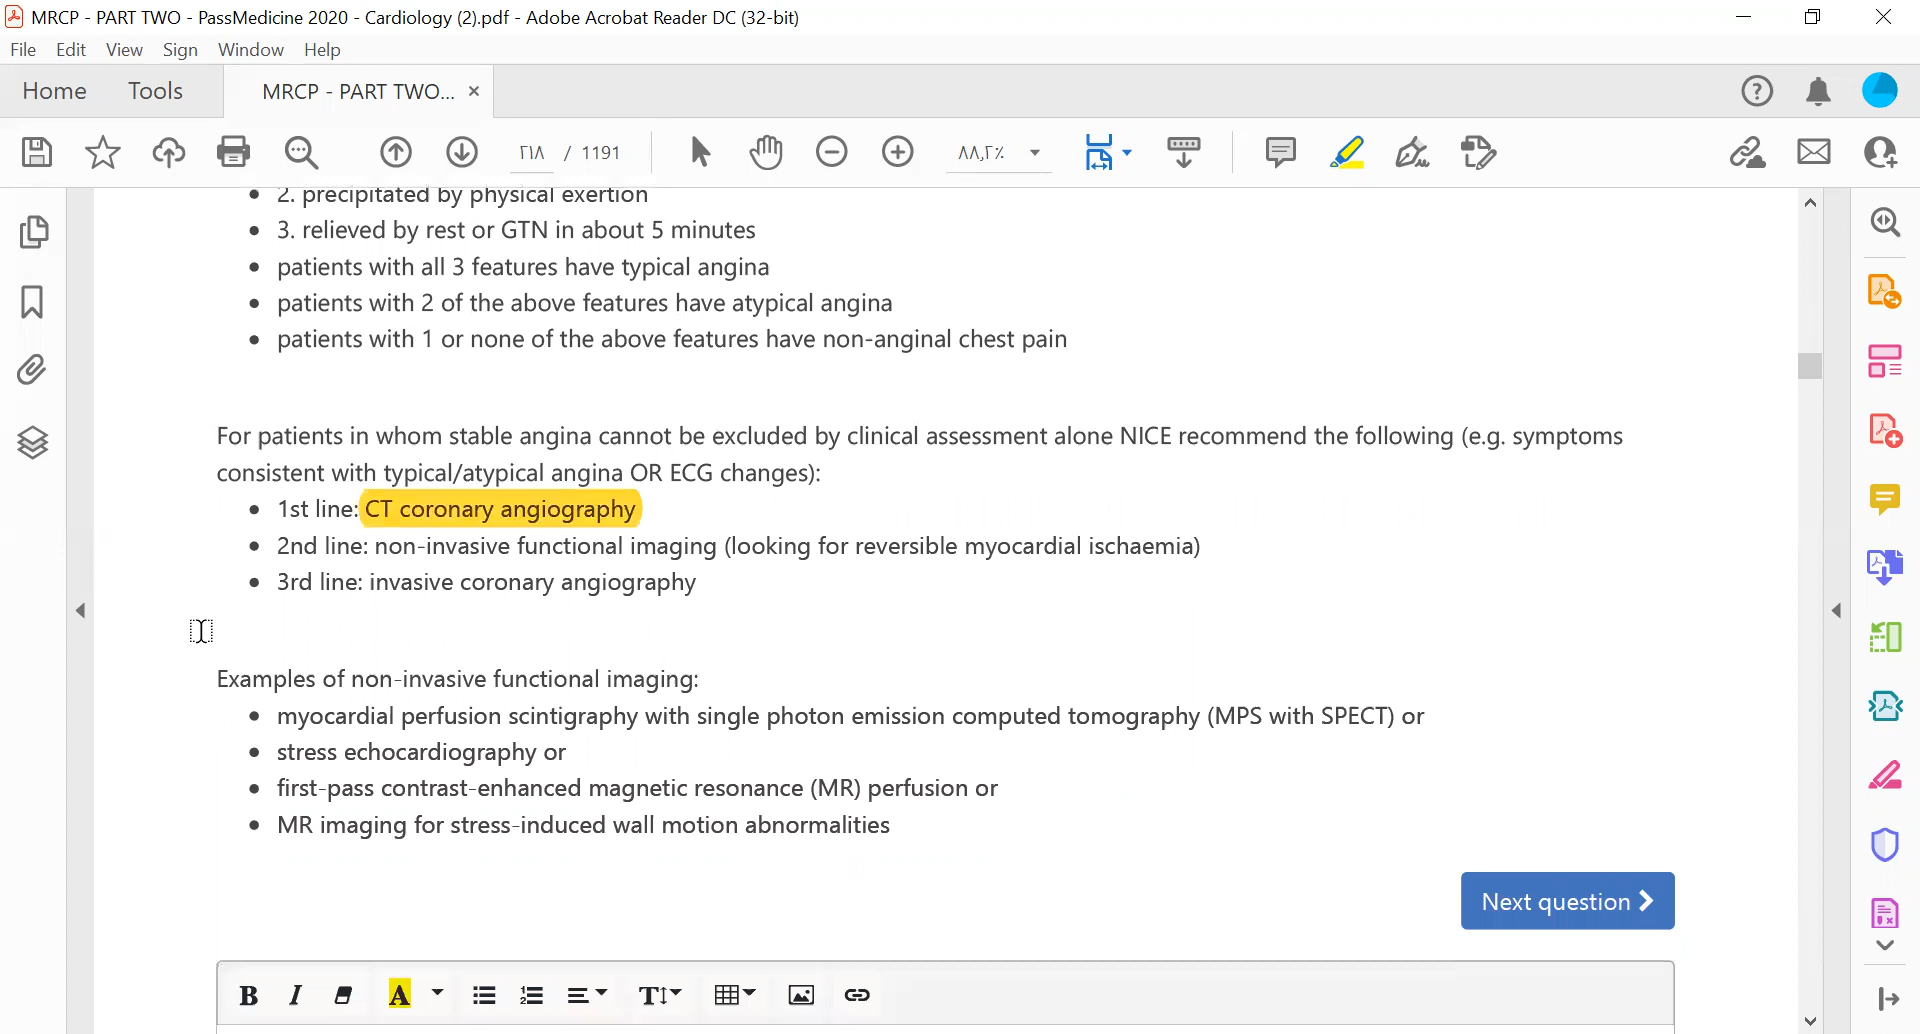 MRCP - PART TWO - PassMedicine 2020 - Cardiology (2).pdf - Adobe Acrobat Reader DC (32-bit)
File Edit View Sign Window Help
Home Tools MRCP - PART TWO... ×
٢١٨ / 1191 ٨٨,٢٪
• 2. precipitated by physical exertion
• 3. relieved by rest or GTN in about 5 minutes
• patients with all 3 features have typical angina
• patients with 2 of the above features have atypical angina
• patients with 1 or none of the above features have non-anginal chest pain
For patients in whom stable angina cannot be excluded by clinical assessment alone NICE recommend the following (e.g. symptoms
consistent with typical/atypical angina OR ECG changes):
• 1st line: CT coronary angiography
• 2nd line: non-invasive functional imaging (looking for reversible myocardial ischaemia)
• 3rd line: invasive coronary angiography
Examples of non-invasive functional imaging:
• myocardial perfusion scintigraphy with single photon emission computed tomography (MPS with SPECT) or
• stress echocardiography or
• first-pass contrast-enhanced magnetic resonance (MR) perfusion or
• MR imaging for stress-induced wall motion abnormalities
Next question
B I A T